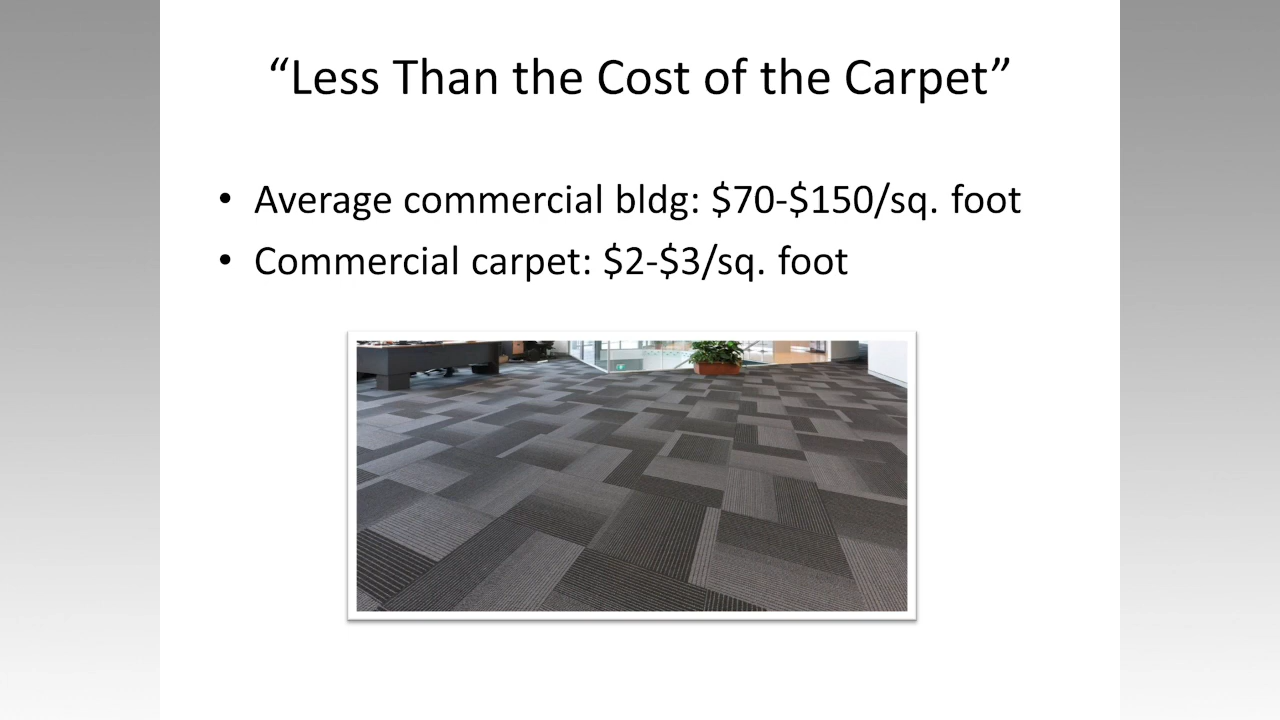 “Less Than the Cost of the Carpet”
• Average commercial bldg: $70-$150/sq. foot
• Commercial carpet: $2-$3/sq. foot